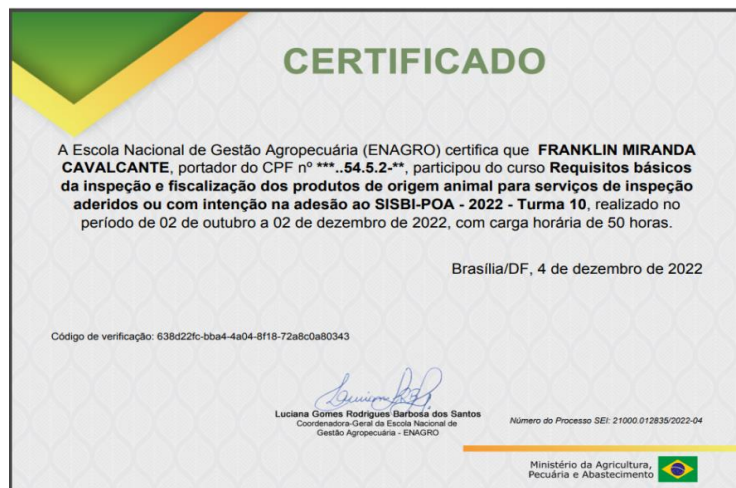 CERTIFICADO
A Escola Nacional de Gestão Agropecuária (ENAGRO) certifica que FRANKLIN MIRANDA
CAVALCANTE, portador do CPF nº ***..54.5.2-**, participou do curso Requisitos básicos
da inspeção e fiscalização dos produtos de origem animal para serviços de inspeção
aderidos ou com intenção na adesão ao SISBI-POA - 2022 - Turma 10, realizado no
período de 02 de outubro a 02 de dezembro de 2022, com carga horária de 50 horas.
Brasília/DF, 4 de dezembro de 2022
Código de verificação: 638d22fc-bba4-4a04-8f18-72a8c0a80343
Luciana Gomes Rodrigues Barbosa dos Santos
Coordenadora-Geral da Escola Nacional de
Gestão Agropecuária - ENAGRO
Número do Processo SEI: 21000.012835/2022-04
Ministério da Agricultura,
Pecuária e Abastecimento